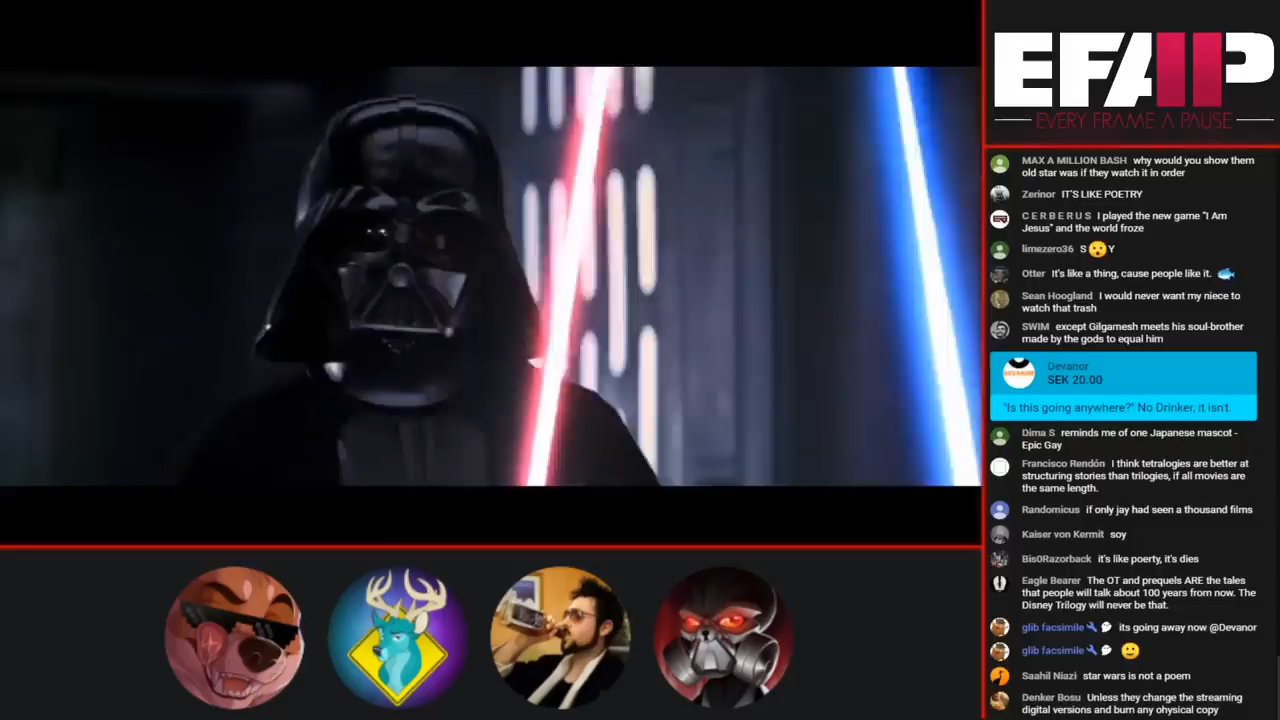 EFAP
EVERY FRAME A PAUSE
MAX A MILLION BASH why would you show them
old star was if they watch it in order
Zerinor IT'S LIKE POETRY
C E R B E R U S I played the new game "I Am
Jesus" and the world froze
limezero36 S😮Y
Otter It's like a thing, cause people like it. 🐟
Sean Hoogland I would never want my niece to
watch that trash
SWIM except Gilgamesh meets his soul-brother
made by the gods to equal him
Devanor
SEK 20.00
"Is this going anywhere?" No Drinker, it isn't.
Dima S reminds me of one Japanese mascot -
Epic Gay
Francisco Rendón I think tetralogies are better at
structuring stories than trilogies, if all movies are
the same length.
Randomicus if only jay had seen a thousand films
Kaiser von Kermit soy
Bis0Razorback it's like poerty, it's dies
Eagle Bearer The OT and prequels ARE the tales
that people will talk about 100 years from now. The
Disney Trilogy will never be that.
glib facsimile its going away now @Devanor
glib facsimile 🙂
Saahil Niazi star wars is not a poem
Denker Bosu Unless they change the streaming
digital versions and burn any ohysical copy